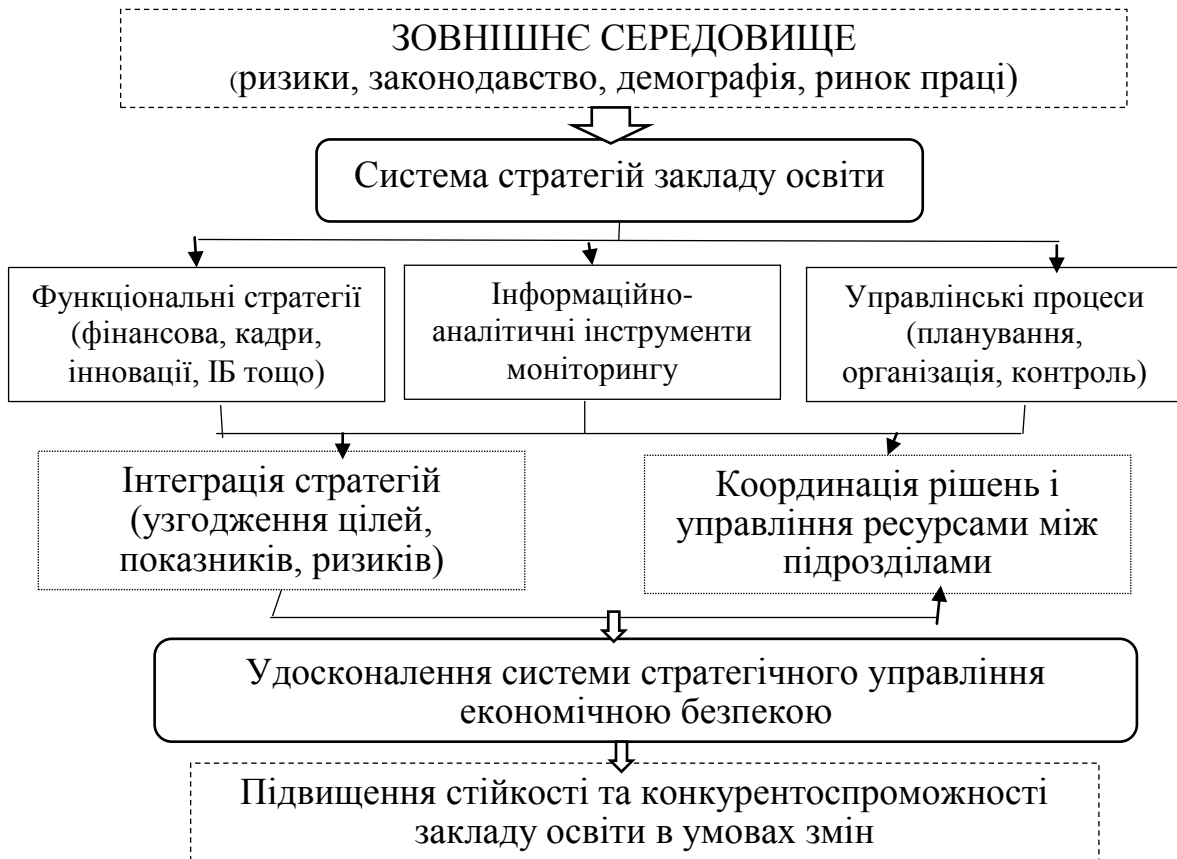 ЗОВНІШНЄ СЕРЕДОВИЩЕ
(ризики, законодавство, демографія, ринок праці)
Система стратегій закладу освіти
Функціональні стратегії
(фінансова, кадри,
інновації, ІБ тощо)
Інформаційно-
аналітичні інструменти
моніторингу
Управлінські процеси
(планування,
організація, контроль)
Інтеграція стратегій
(узгодження цілей,
показників, ризиків)
Координація рішень і
управління ресурсами між
підрозділами
Удосконалення системи стратегічного управління
економічною безпекою
Підвищення стійкості та конкурентоспроможності
закладу освіти в умовах змін